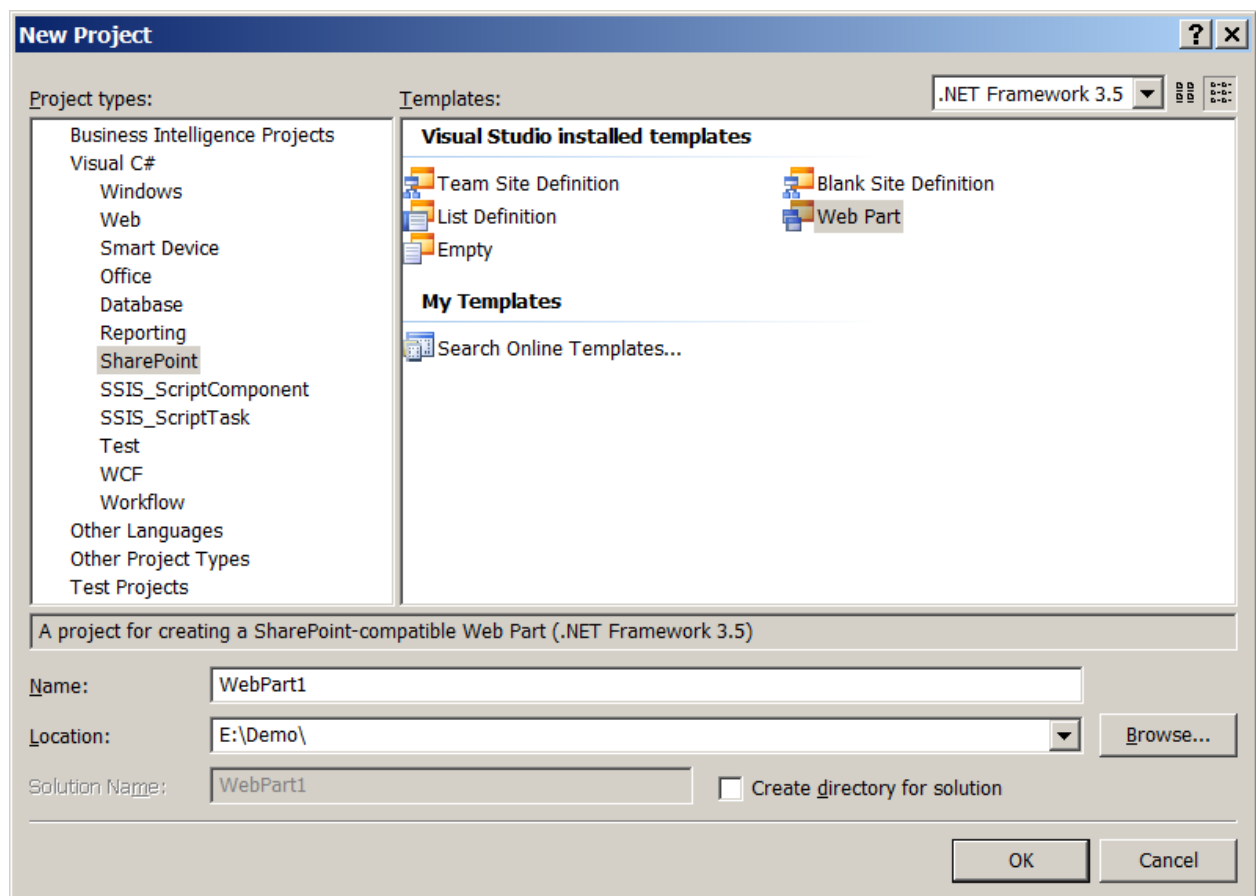 New Project
Project types:
Templates:
.NET Framework 3.5
Business Intelligence Projects
Visual C#
Windows
Web
Smart Device
Office
Database
Reporting
SharePoint
SSIS_ScriptComponent
SSIS_ScriptTask
Test
WCF
Workflow
Other Languages
Other Project Types
Test Projects
Visual Studio installed templates
Team Site Definition
Blank Site Definition
List Definition
Web Part
Empty
My Templates
Search Online Templates...
A project for creating a SharePoint-compatible Web Part (.NET Framework 3.5)
Name:
WebPart1
Location:
E:\Demo\
Browse...
Solution Name:
WebPart1
Create directory for solution
OK
Cancel